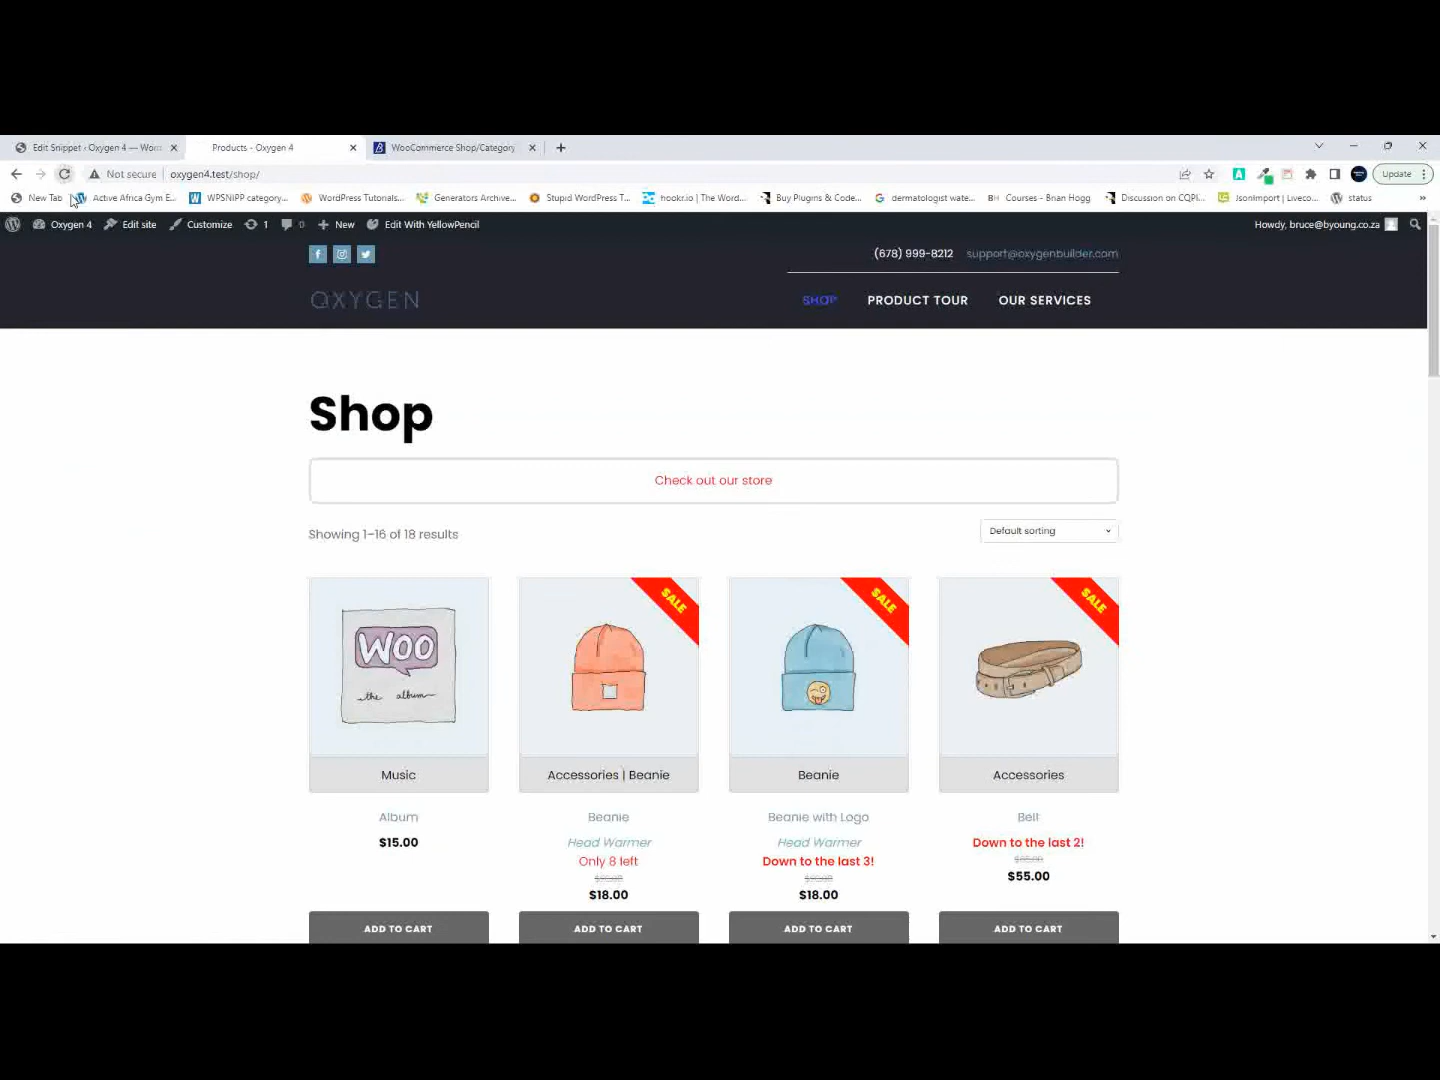 Edit Snippet ‹ Oxygen 4 — Wor
Products - Oxygen 4
WooCommerce Shop/Category
Not secure
oxygen4.test/shop/
Update
New Tab
Active Africa Gym E...
WPSNIPP category...
WordPress Tutorials...
Generators Archive...
Stupid WordPress T...
hookr.io | The Word...
Buy Plugins & Code...
dermatologist wate...
Courses - Brian Hogg
Discussion on CQPI...
JsonImport | Liveco...
status
»
Oxygen 4
Edit site
Customize
1
0
New
Edit With YellowPencil
Howdy, bruce@byoung.co.za
(678) 999-8212
support@oxygenbuilder.com
OXYGEN
SHOP
PRODUCT TOUR
OUR SERVICES
Shop
Check out our store
Showing 1–16 of 18 results
Default sorting
SALE
SALE
SALE
WOO
the album
Music
Accessories | Beanie
Beanie
Accessories
Album
Beanie
Beanie with Logo
Belt
$15.00
Head Warmer
Head Warmer
Down to the last 2!
Only 8 left
Down to the last 3!
$55.00
$18.00
$18.00
ADD TO CART
ADD TO CART
ADD TO CART
ADD TO CART